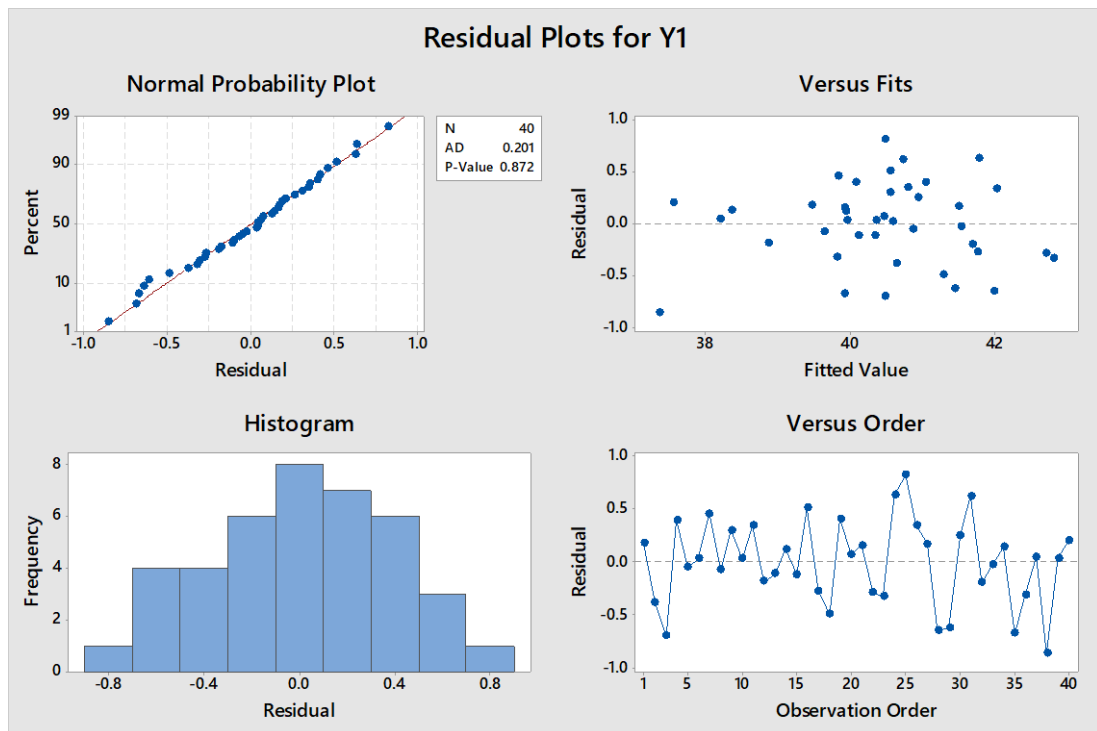 Residual Plots for Y1
Normal Probability Plot
99
90
50
10
1
Percent
-1.0 -0.5 0.0 0.5 1.0
Residual
N 40
AD 0.201
P-Value 0.872
Versus Fits
1.0
0.5
0.0
-0.5
-1.0
Residual
38 40 42
Fitted Value
Histogram
8
6
4
2
0
Frequency
-0.8 -0.4 0.0 0.4 0.8
Residual
Versus Order
1.0
0.5
0.0
-0.5
-1.0
Residual
1 5 10 15 20 25 30 35 40
Observation Order